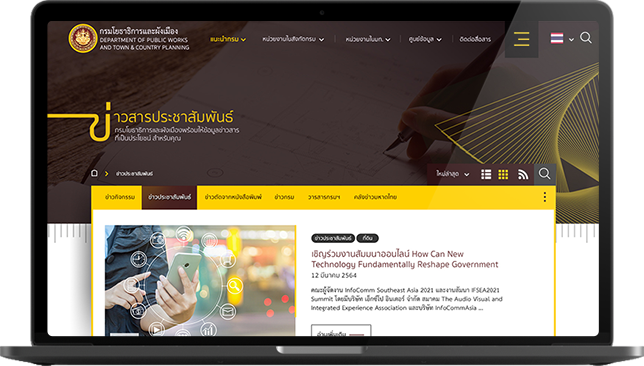 กรมโยธาธิการและผังเมือง
DEPARTMENT OF PUBLIC WORKS
AND TOWN & COUNTRY PLANNING
แนะนำกรม
หน่วยงานในสังกัดกรม
หน่วยงานในมท.
ศูนย์ข้อมูล
ติดต่อสื่อสาร
ข่าวสารประชาสัมพันธ์
กรมโยธาธิการและผังเมืองพร้อมให้ข้อมูลข่าวสาร
ที่เป็นประโยชน์ สำหรับคุณ
ข่าวประชาสัมพันธ์
ใหม่ล่าสุด
ข่าวกิจกรรม
ข่าวประชาสัมพันธ์
ข่าวตัดจากหนังสือพิมพ์
ข่าวกรม
วารสารกรมฯ
คลังข่าวมหาดไทย
ข่าวประชาสัมพันธ์
ที่ดิน
เชิญร่วมงานสัมมนาออนไลน์ How Can New
Technology Fundamentally Reshape Government
12 มีนาคม 2564
คณะผู้จัดงาน InfoComm Southeast Asia 2021 และงานสัมนา IFSEA2021
Summit โดยมีบริษัท เอ็กซ์โป อินเตอร์ จำกัด สมาคม The Audio Visual and
Integrated Experience Association และบริษัท InfoCommAsia ...
อ่านเพิ่มเติม